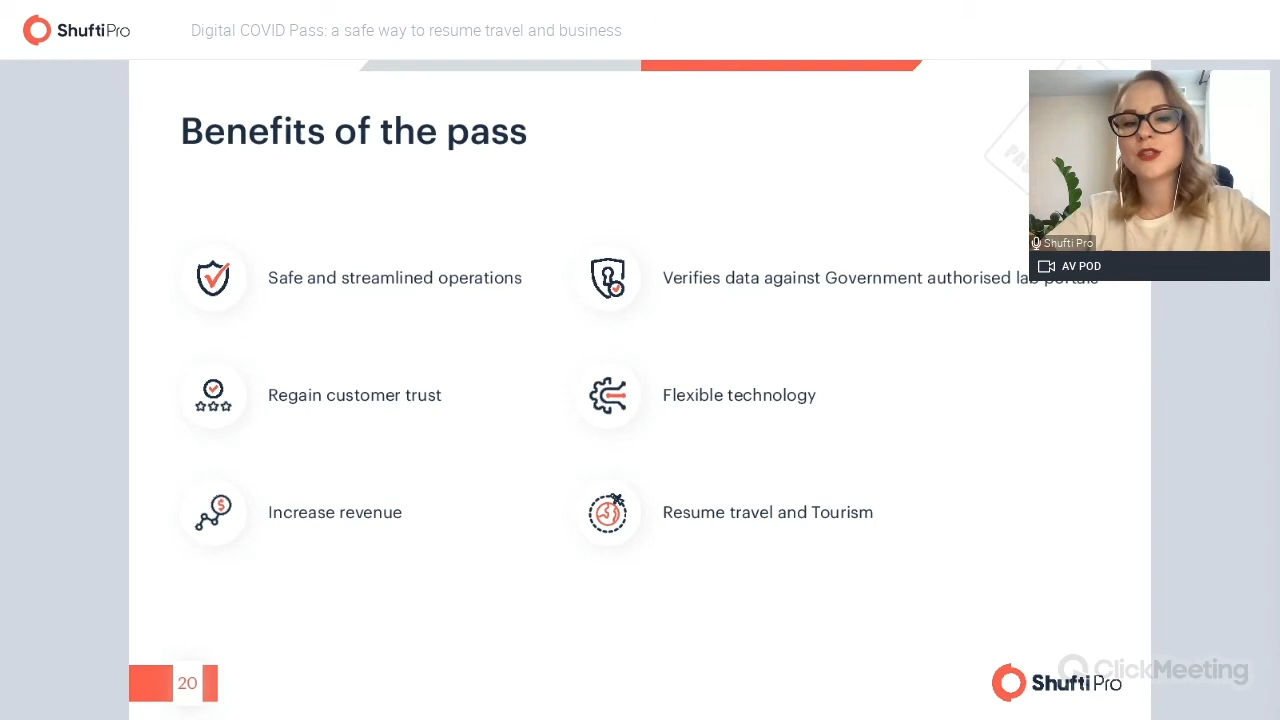 ShuftiPro
Digital COVID Pass: a safe way to resume travel and business
Benefits of the pass
Shufti Pro
AV POD
Safe and streamlined operations
Verifies data against Government authorised lab portals
Regain customer trust
Flexible technology
Increase revenue
Resume travel and Tourism
20
ShuftiPro
ClickMeeting